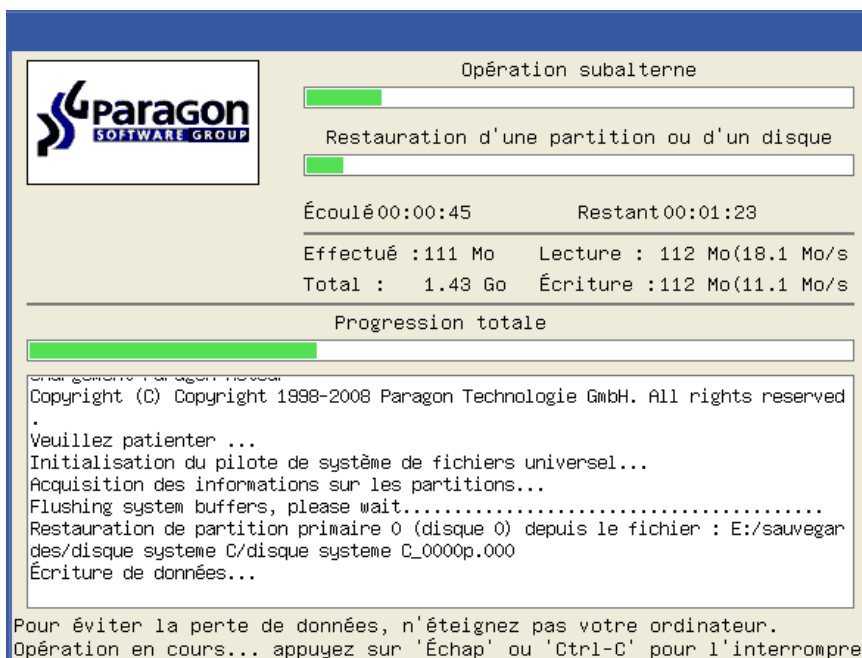 Opération subalterne
Paragon
SOFTWARE GROUP
Restauration d'une partition ou d'un disque
Écoulé 00:00:45 Restant 00:01:23
Effectué :111 Mo Lecture : 112 Mo(18.1 Mo/s
Total : 1.43 Go Écriture :112 Mo(11.1 Mo/s
Progression totale
Chargement Paragon moteur
Copyright (C) Copyright 1998-2008 Paragon Technologie GmbH. All rights reserved
.
Veuillez patienter ...
Initialisation du pilote de système de fichiers universel...
Acquisition des informations sur les partitions...
Flushing system buffers, please wait.......................................
Restauration de partition primaire 0 (disque 0) depuis le fichier : E:/sauvegar
des/disque systeme C/disque systeme C_0000p.000
Écriture de données...
Pour éviter la perte de données, n'éteignez pas votre ordinateur.
Opération en cours... appuyez sur 'Échap' ou 'Ctrl-C' pour l'interrompre